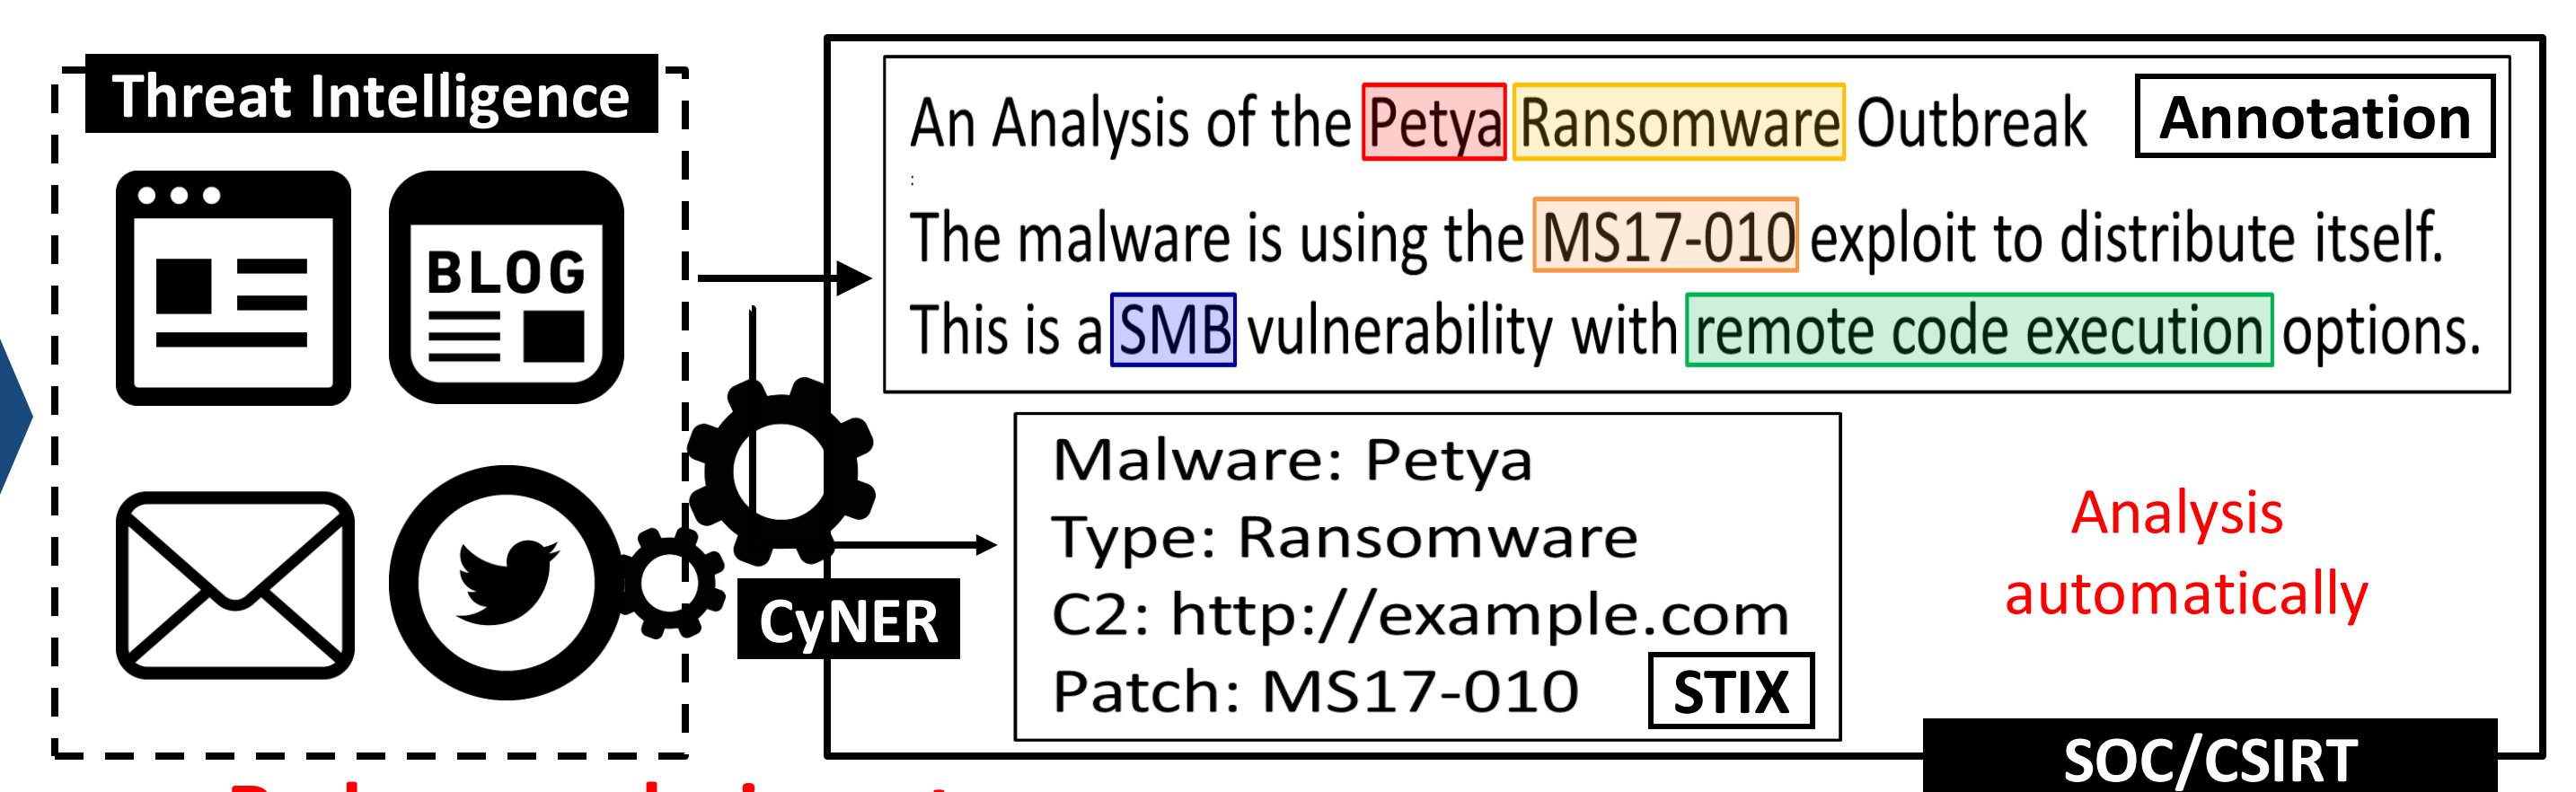 Threat Intelligence
BLOG
An Analysis of the Petya Ransomware Outbreak
Annotation
:
The malware is using the MS17-010 exploit to distribute itself.
This is a SMB vulnerability with remote code execution options.
CyNER
Malware: Petya
Type: Ransomware
C2: http://example.com
Patch: MS17-010
STIX
Analysis
automatically
SOC/CSIRT